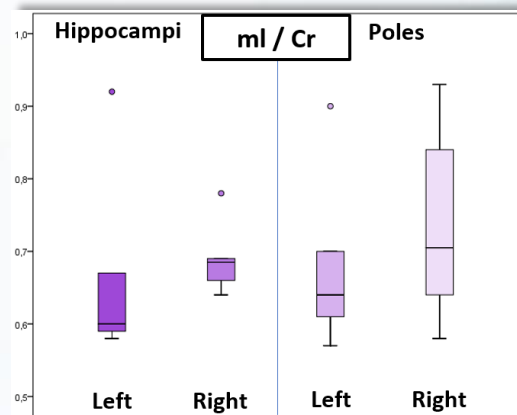 Hippocampi
ml / Cr
Poles
1,0
0,9
0,8
0,7
0,6
0,5
Left
Right
Left
Right